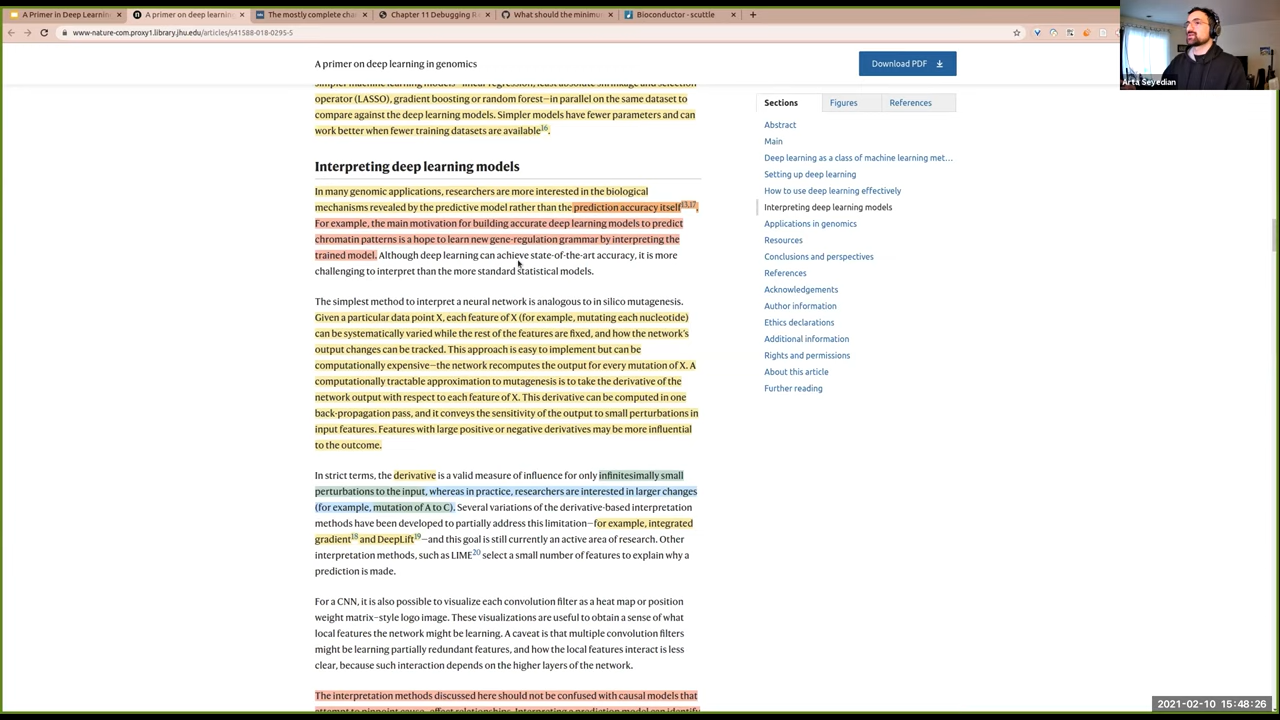 A Primer in Deep Learning
A primer on deep learning
The mostly complete cha
Chapter 11 Debugging R
What should the minimu
Bioconductor - scuttle
www-nature-com.proxy1.library.jhu.edu/articles/s41588-018-0295-5
Arta Seyedian
A primer on deep learning in genomics
Download PDF
operator (LASSO), gradient boosting or random forest—in parallel on the same dataset to
compare against the deep learning models. Simpler models have fewer parameters and can
work better when fewer training datasets are available16.
Interpreting deep learning models
In many genomic applications, researchers are more interested in the biological
mechanisms revealed by the predictive model rather than the prediction accuracy itself13,17.
For example, the main motivation for building accurate deep learning models to predict
chromatin patterns is a hope to learn new gene-regulation grammar by interpreting the
trained model. Although deep learning can achieve state-of-the-art accuracy, it is more
challenging to interpret than the more standard statistical models.
The simplest method to interpret a neural network is analogous to in silico mutagenesis.
Given a particular data point X, each feature of X (for example, mutating each nucleotide)
can be systematically varied while the rest of the features are fixed, and how the network's
output changes can be tracked. This approach is easy to implement but can be
computationally expensive—the network recomputes the output for every mutation of X. A
computationally tractable approximation to mutagenesis is to take the derivative of the
network output with respect to each feature of X. This derivative can be computed in one
back-propagation pass, and it conveys the sensitivity of the output to small perturbations in
input features. Features with large positive or negative derivatives may be more influential
to the outcome.
In strict terms, the derivative is a valid measure of influence for only infinitesimally small
perturbations to the input, whereas in practice, researchers are interested in larger changes
(for example, mutation of A to C). Several variations of the derivative-based interpretation
methods have been developed to partially address this limitation—for example, integrated
gradient18 and DeepLift19—and this goal is still currently an active area of research. Other
interpretation methods, such as LIME20 select a small number of features to explain why a
prediction is made.
For a CNN, it is also possible to visualize each convolution filter as a heat map or position
weight matrix–style logo image. These visualizations are useful to obtain a sense of what
local features the network might be learning. A caveat is that multiple convolution filters
might be learning partially redundant features, and how the local features interact is less
clear, because such interaction depends on the higher layers of the network.
The interpretation methods discussed here should not be confused with causal models that
Sections
Figures
References
Abstract
Main
Deep learning as a class of machine learning met…
Setting up deep learning
How to use deep learning effectively
Interpreting deep learning models
Applications in genomics
Resources
Conclusions and perspectives
References
Acknowledgements
Author information
Ethics declarations
Additional information
Rights and permissions
About this article
Further reading
2021-02-10 15:48:26